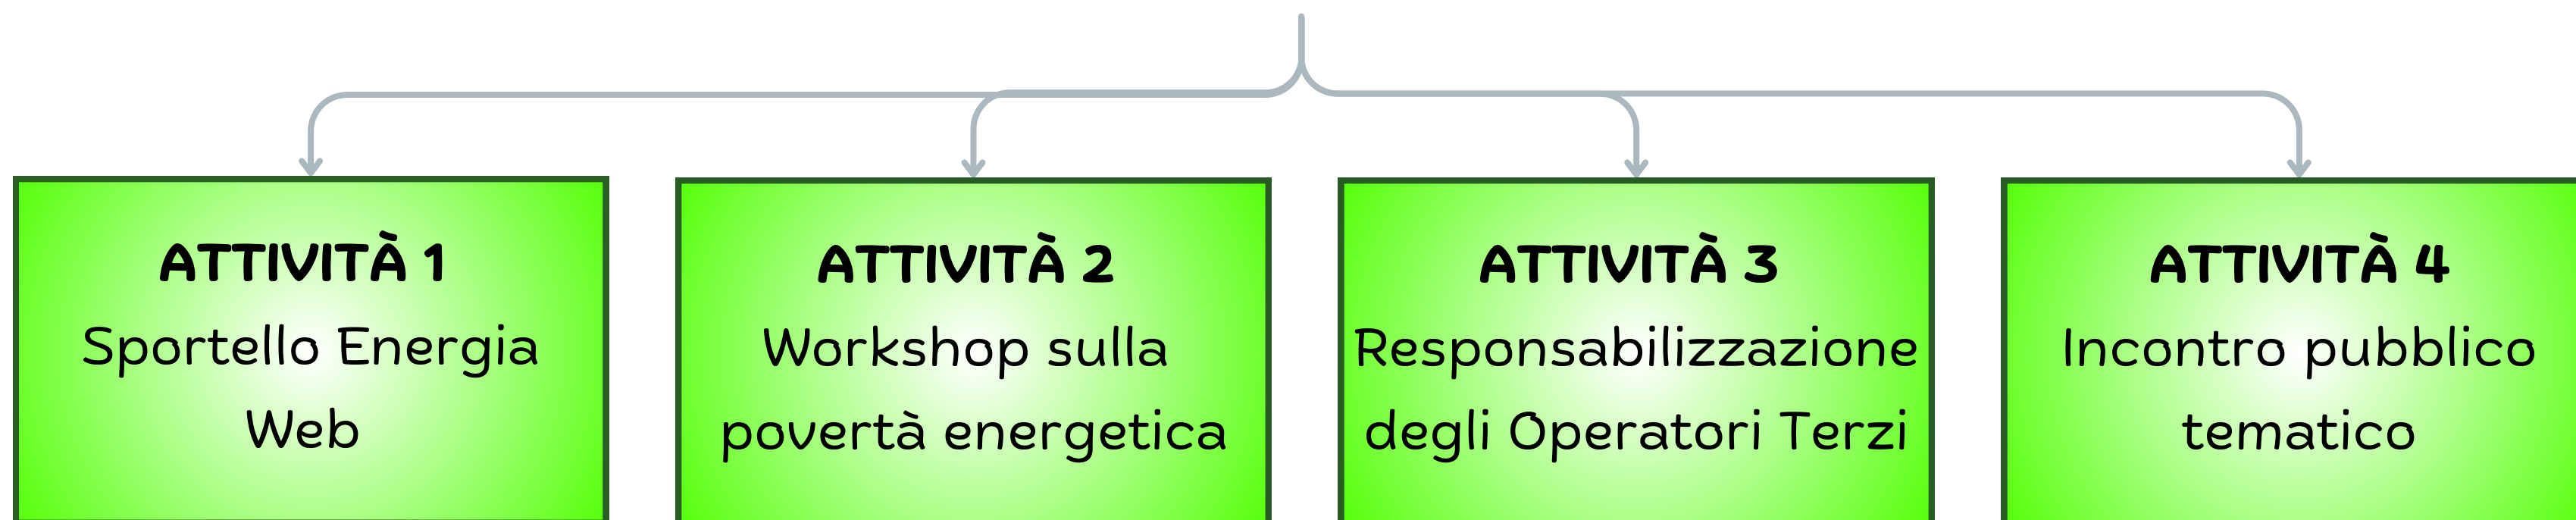 ATTIVITÀ 1
Sportello Energia
Web
ATTIVITÀ 2
Workshop sulla
povertà energetica
ATTIVITÀ 3
Responsabilizzazione
degli Operatori Terzi
ATTIVITÀ 4
Incontro pubblico
tematico